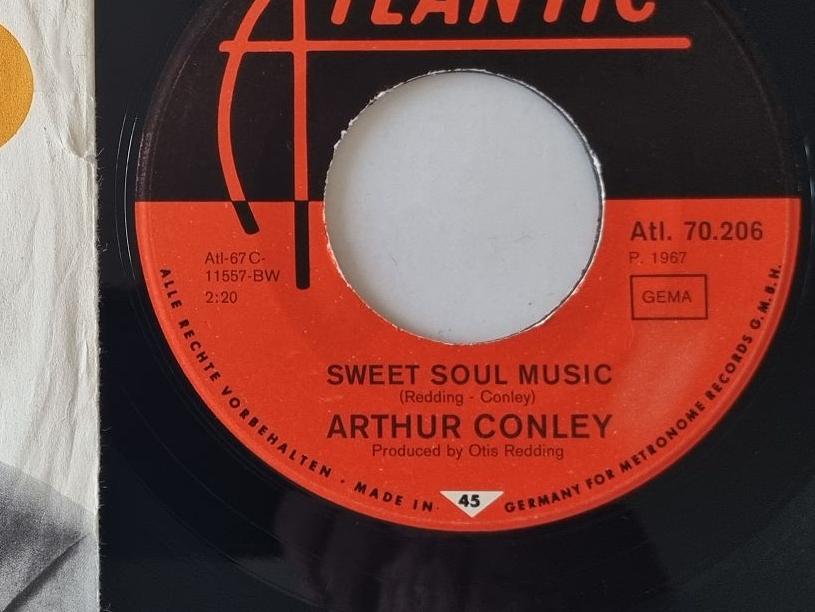 ATLANTIC
Atl. 70.206
P. 1967
GEMA
Atl-67C-
11557-BW
2:20
SWEET SOUL MUSIC
(Redding - Conley)
ARTHUR CONLEY
Produced by Otis Redding
ALLE RECHTE VORBEHALTEN · MADE IN· 45 GERMANY FOR METRONOME RECORDS G.M.B.H.